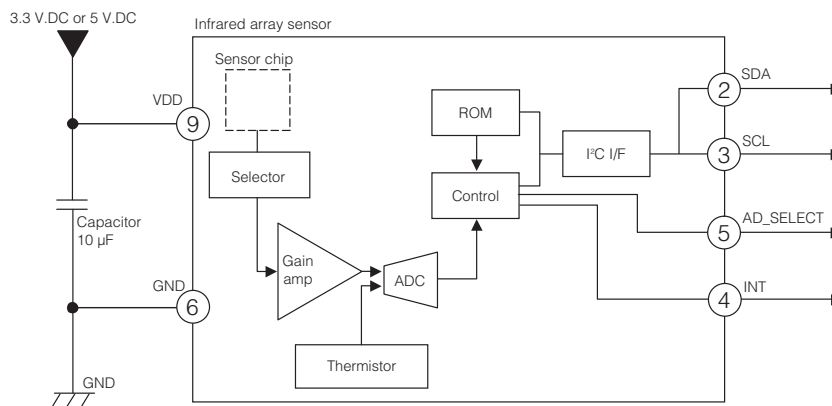 3.3 V.DC or 5 V.DC
Infrared array sensor
Sensor chip
SDA
2
VDD
9
ROM
I²C I/F
SCL
3
Selector
Control
Capacitor
10 µF
AD_SELECT
5
Gain
amp
ADC
GND
6
INT
4
Thermistor
GND